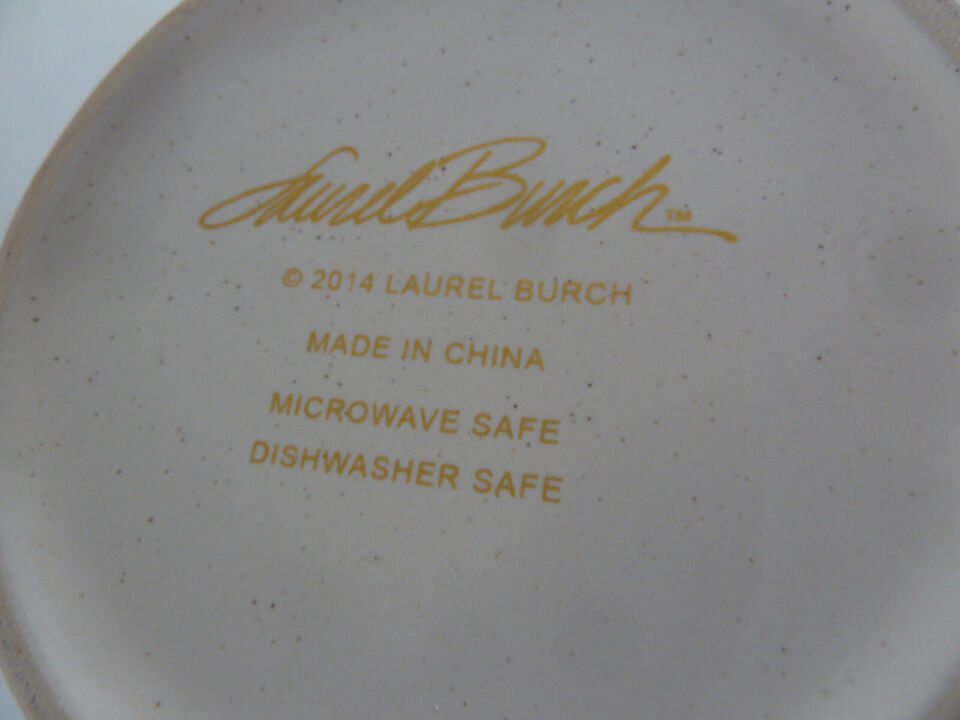 Laurel Burch™
© 2014 LAUREL BURCH
MADE IN CHINA
MICROWAVE SAFE
DISHWASHER SAFE